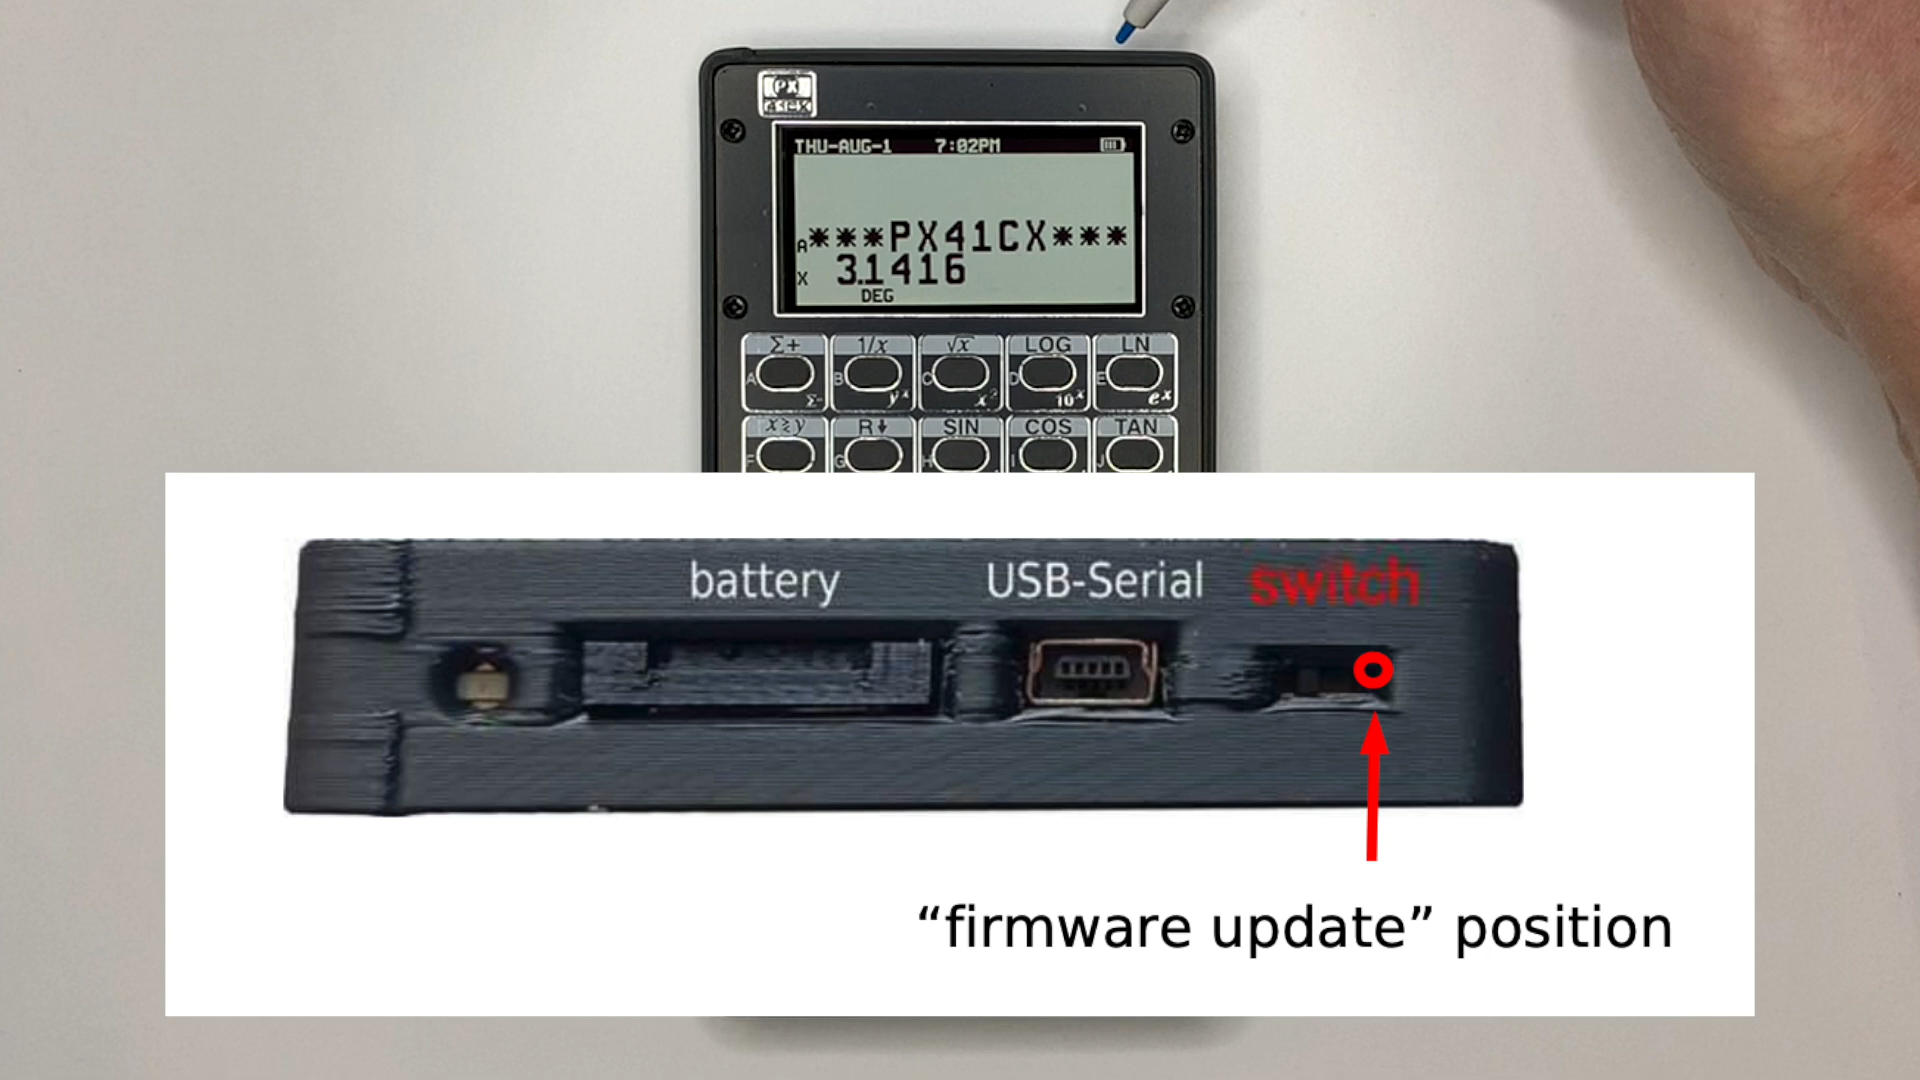 PX
41CX
THU-AUG-1 7:02PM
A ***PX41CX***
X 3.1416
DEG
Σ+ 1/x √x LOG LN
A B C D E
Σ- yˣ x² 10ˣ eˣ
x≷y R↓ SIN COS TAN
F G H I J
battery USB-Serial switch
“firmware update” position